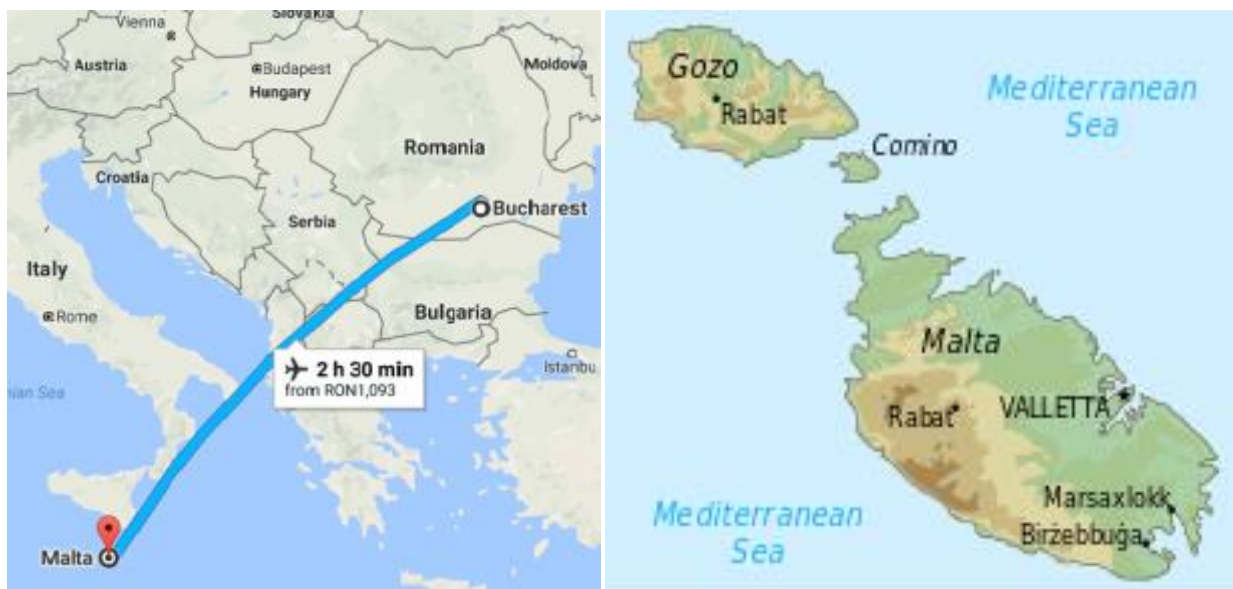 Slovakia
Vienna
Austria
Budapest
Hungary
Moldova
Romania
Croatia
Serbia
Bucharest
Italy
Rome
Bulgaria
Istanbu
2 h 30 min
from RON1,093
nian Sea
Malta
Gozo
Rabat
Mediterranean
Sea
Comino
Malta
VALLETTA
Rabat
Marsaxlokk
Birżebbuġa
Mediterranean
Sea